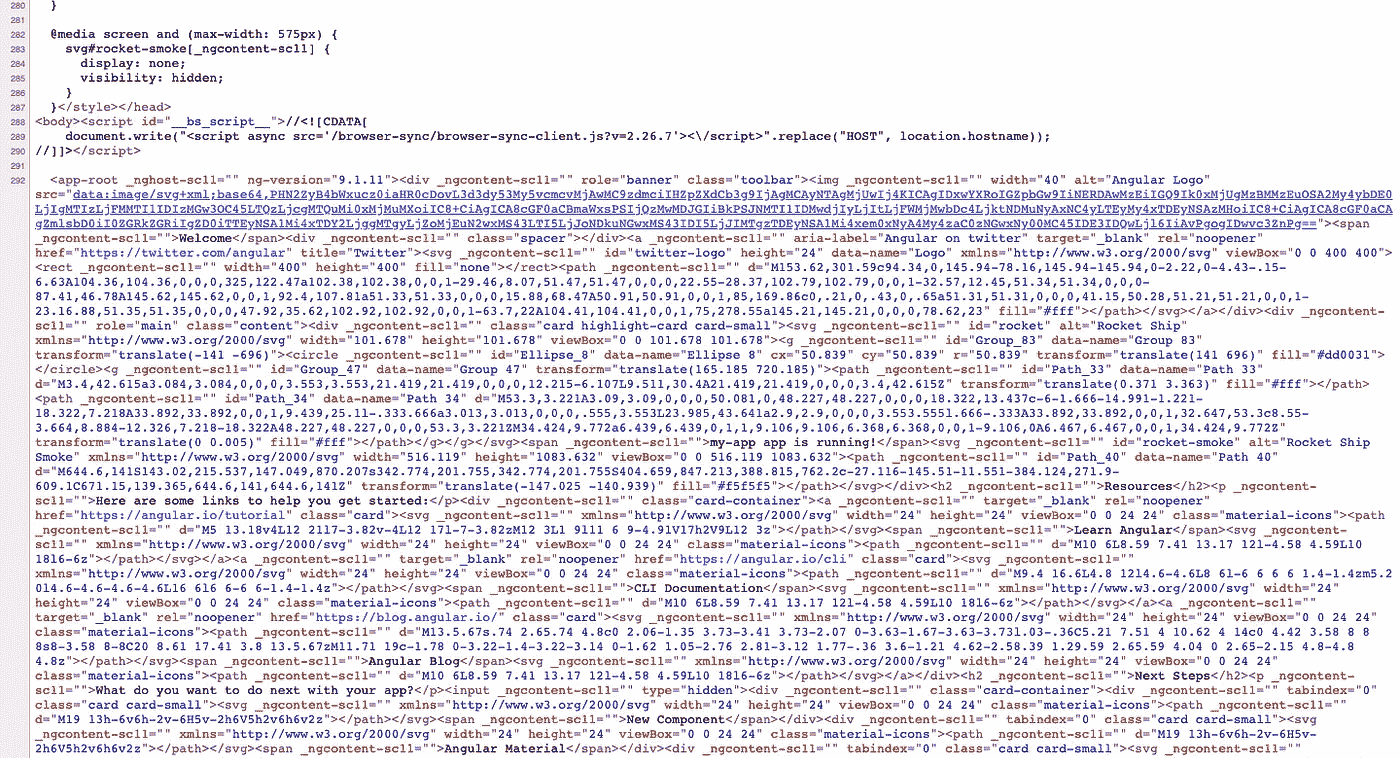 280   }
281
282   @media screen and (max-width: 575px) {
283     svg#rocket-smoke[_ngcontent-sc11] {
284       display: none;
285       visibility: hidden;
286     }
287   }</style></head>
288 <body><script id="__bs_script__">//<![CDATA[
289     document.write("<script async src='/browser-sync/browser-sync-client.js?v=2.26.7'><\/script>".replace("HOST", location.hostname));
290 //]]></script>
291
292   <app-root _nghost-sc11="" ng-version="9.1.11"><div _ngcontent-sc11="" role="banner" class="toolbar"><img _ngcontent-sc11="" width="40" alt="Angular Logo"
src="data:image/svg+xml;base64,
><span
_ngcontent-sc11="">Welcome</span><div _ngcontent-sc11="" class="spacer"></div><a _ngcontent-sc11="" aria-label="Angular on twitter" target="_blank" rel="noopener"
href="https://twitter.com/angular" title="Twitter"><svg _ngcontent-sc11="" id="twitter-logo" height="24" data-name="Logo" xmlns="http://www.w3.org/2000/svg" viewBox="0 0 400 400">
<rect _ngcontent-sc11="" width="400" height="400" fill="none"></rect><path _ngcontent-sc11="" d="M153.62,301.59c94.34,0,145.94-78.16,145.94-145.94,0-2.22,0-4.43-.15-
6.63A104.36,104.36,0,0,0,325,122.47a102.38,102.38,0,0,1-29.46,8.07,51.47,51.47,0,0,0,22.55-28.37,102.79,102.79,0,0,1-32.57,12.45,51.34,51.34,0,0,0-
87.41,46.78A145.62,145.62,0,0,1,92.4,107.81a51.33,51.33,0,0,0,15.88,68.47A50.91,50.91,0,0,1,85,169.86c0,.21,0,.43,0,.65a51.31,51.31,0,0,0,41.15,50.28,51.21,51.21,0,0,1-
23.16.88,51.35,51.35,0,0,0,47.92,35.62,102.92,102.92,0,0,1-63.7,22A104.41,104.41,0,0,1,75,278.55a145.21,145.21,0,0,0,78.62,23" fill="#fff"></path></svg></a></div><div _ngcontent-
sc11="" role="main" class="content"><div _ngcontent-sc11="" class="card highlight-card card-small"><svg _ngcontent-sc11="" id="rocket" alt="Rocket Ship"
xmlns="http://www.w3.org/2000/svg" width="101.678" height="101.678" viewBox="0 0 101.678 101.678"><g _ngcontent-sc11="" id="Group_83" data-name="Group 83"
transform="translate(-141 -696)"><circle _ngcontent-sc11="" id="Ellipse_8" data-name="Ellipse 8" cx="50.839" cy="50.839" r="50.839" transform="translate(141 696)" fill="#dd0031">
</circle><g _ngcontent-sc11="" id="Group_47" data-name="Group 47" transform="translate(165.185 720.185)"><path _ngcontent-sc11="" id="Path_33" data-name="Path 33"
d="M3.4,42.615a3.084,3.084,0,0,0,3.553,3.553,21.419,21.419,0,0,0,12.215-6.107L9.511,30.4A21.419,21.419,0,0,0,3.4,42.615Z" transform="translate(0.371 3.363)" fill="#fff"></path>
<path _ngcontent-sc11="" id="Path_34" data-name="Path 34" d="M53.3,3.221A3.09,3.09,0,0,0,50.081,0,48.227,48.227,0,0,0,18.322,13.437c-6-1.666-14.991-1.221-
18.322,7.218A33.892,33.892,0,0,1,9.439,25.11-.333.666a3.013,3.013,0,0,0,.555,3.553L23.985,43.641a2.9,2.9,0,0,0,3.553.5551.666-.333A33.892,33.892,0,0,1,32.647,53.3c8.55-
3.664,8.884-12.326,7.218-18.322A48.227,48.227,0,0,0,53.3,3.221ZM34.424,9.772a6.439,6.439,0,1,1,9.106,9.106,6.368,6.368,0,0,1-9.106,0A6.467,6.467,0,0,1,34.424,9.772Z"
transform="translate(0 0.005)" fill="#fff"></path></g></g></svg><span _ngcontent-sc11="">my-app app is running!</span><svg _ngcontent-sc11="" id="rocket-smoke" alt="Rocket Ship
Smoke" xmlns="http://www.w3.org/2000/svg" width="516.119" height="1083.632" viewBox="0 0 516.119 1083.632"><path _ngcontent-sc11="" id="Path_40" data-name="Path 40"
d="M644.6,141S143.02,215.537,147.049,870.207s342.774,201.755,342.774,201.755S404.659,847.213,388.815,762.2c-27.116-145.51-11.551-384.124,271.9-
609.1C671.15,139.365,644.6,141,644.6,141Z" transform="translate(-147.025 -140.939)" fill="#f5f5f5"></path></svg></div><h2 _ngcontent-sc11="">Resources</h2><p _ngcontent-
sc11="">Here are some links to help you get started:</p><div _ngcontent-sc11="" class="card-container"><a _ngcontent-sc11="" target="_blank" rel="noopener"
href="https://angular.io/tutorial" class="card"><svg _ngcontent-sc11="" xmlns="http://www.w3.org/2000/svg" width="24" height="24" viewBox="0 0 24 24" class="material-icons"><path
_ngcontent-sc11="" d="M5 13.18v4L12 21l7-3.82v-4L12 17l-7-3.82zM12 3L1 9l11 6 9-4.91V17h2V9L12 3z"></path></svg><span _ngcontent-sc11="">Learn Angular</span><svg _ngcontent-
sc11="" xmlns="http://www.w3.org/2000/svg" width="24" height="24" viewBox="0 0 24 24" class="material-icons"><path _ngcontent-sc11="" d="M10 6L8.59 7.41 13.17 12l-4.58 4.59L10
18l6-6z"></path></svg></a><a _ngcontent-sc11="" target="_blank" rel="noopener" href="https://angular.io/cli" class="card"><svg _ngcontent-sc11=""
xmlns="http://www.w3.org/2000/svg" width="24" height="24" viewBox="0 0 24 24" class="material-icons"><path _ngcontent-sc11="" d="M9.4 16.6L4.8 12l4.6-4.6L8 6l-6 6 6 6 1.4-1.4zm5.2
0l4.6-4.6-4.6-4.6L16 6l6 6-6 6-1.4-1.4z"></path></svg><span _ngcontent-sc11="">CLI Documentation</span><svg _ngcontent-sc11="" xmlns="http://www.w3.org/2000/svg" width="24"
height="24" viewBox="0 0 24 24" class="material-icons"><path _ngcontent-sc11="" d="M10 6L8.59 7.41 13.17 12l-4.58 4.59L10 18l6-6z"></path></svg></a><a _ngcontent-sc11=""
target="_blank" rel="noopener" href="https://blog.angular.io/" class="card"><svg _ngcontent-sc11="" xmlns="http://www.w3.org/2000/svg" width="24" height="24" viewBox="0 0 24 24"
class="material-icons"><path _ngcontent-sc11="" d="M13.5.67s.74 2.65.74 4.8c0 2.06-1.35 3.73-3.41 3.73-2.07 0-3.63-1.67-3.63-3.73l.03-.36C5.21 7.51 4 10.62 4 14c0 4.42 3.58 8 8
8s8-3.58 8-8C20 8.61 17.41 3.8 13.5.67zM11.71 19c-1.78 0-3.22-1.4-3.22-3.14 0-1.62 1.05-2.76 2.81-3.12 1.77-.36 3.6-1.21 4.62-2.58.39 1.29.59 2.65.59 4.04 0 2.65-2.15 4.8-4.8
4.8z"></path></svg><span _ngcontent-sc11="">Angular Blog</span><svg _ngcontent-sc11="" xmlns="http://www.w3.org/2000/svg" width="24" height="24" viewBox="0 0 24 24"
class="material-icons"><path _ngcontent-sc11="" d="M10 6L8.59 7.41 13.17 12l-4.58 4.59L10 18l6-6z"></path></svg></a></div><h2 _ngcontent-sc11="">Next Steps</h2><p _ngcontent-
sc11="">What do you want to do next with your app?</p><input _ngcontent-sc11="" type="hidden"><div _ngcontent-sc11="" class="card-container"><div _ngcontent-sc11="" tabindex="0"
class="card card-small"><svg _ngcontent-sc11="" xmlns="http://www.w3.org/2000/svg" width="24" height="24" viewBox="0 0 24 24" class="material-icons"><path _ngcontent-sc11=""
d="M19 13h-6v6h-2v-6H5v-2h6V5h2v6h6v2z"></path></svg><span _ngcontent-sc11="">New Component</span></div><div _ngcontent-sc11="" tabindex="0" class="card card-small"><svg
_ngcontent-sc11="" xmlns="http://www.w3.org/2000/svg" width="24" height="24" viewBox="0 0 24 24" class="material-icons"><path _ngcontent-sc11="" d="M19 13h-6v6h-2v-6H5v-
2h6V5h2v6h6v2z"></path></svg><span _ngcontent-sc11="">Angular Material</span></div><div _ngcontent-sc11="" tabindex="0" class="card card-small"><svg _ngcontent-sc11=""